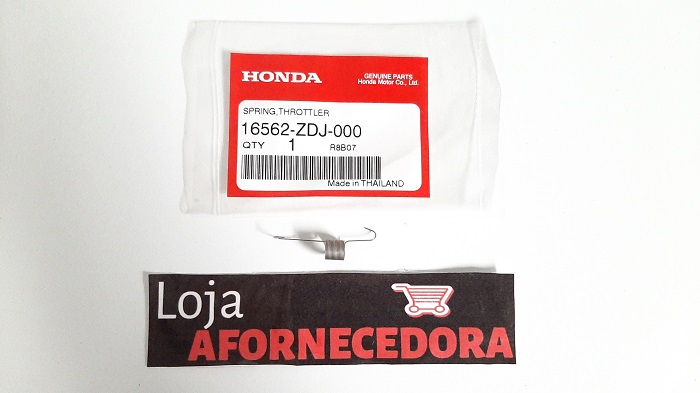 HONDA
GENUINE PARTS
Honda Motor Co., Ltd.
SPRING,THROTTLER
16562-ZDJ-000
QTY 1 R8B07
Made in THAILAND
Loja
AFORNECEDORA